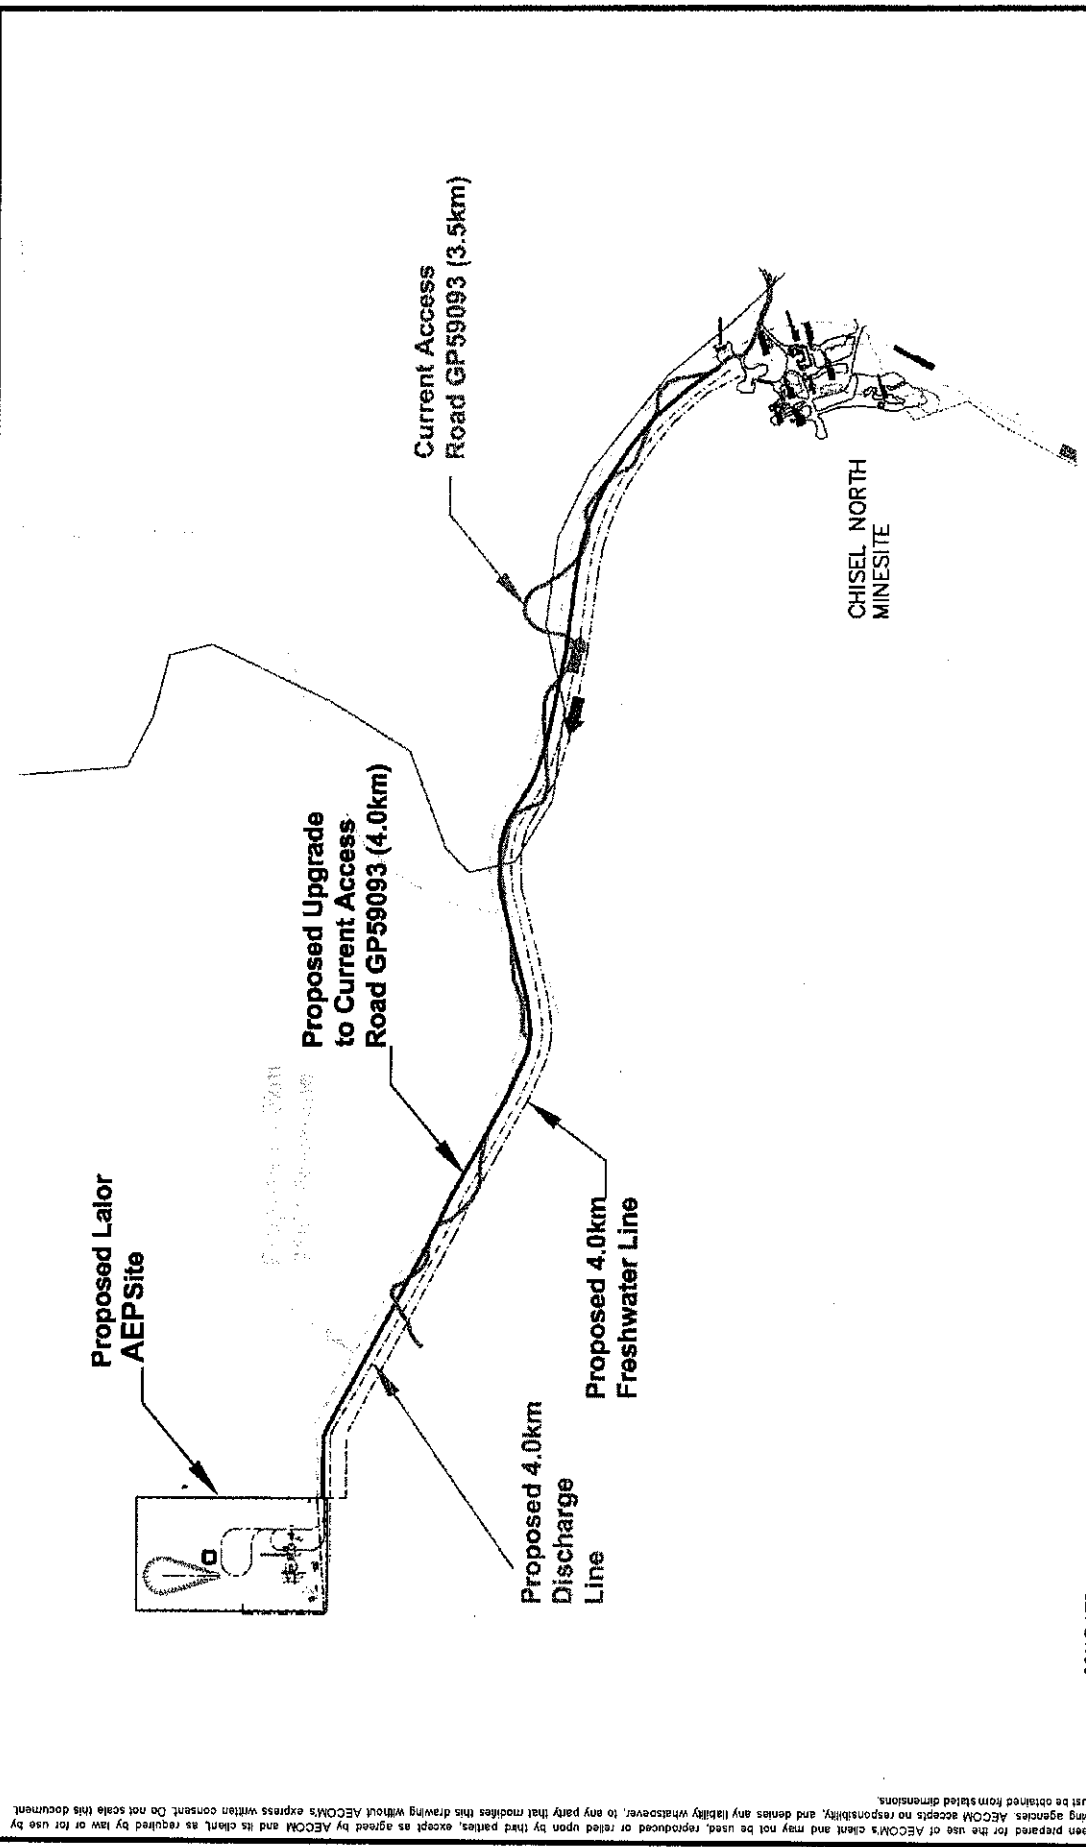 Proposed Lalor
AEPSite
Proposed Upgrade
to Current Access
Road GP59093 (4.0km)
Current Access
Road GP59093 (3.5km)
Proposed 4.0km
Discharge
Line
Proposed 4.0km
Freshwater Line
CHISEL NORTH
MINESITE
en prepared for the use of AECOM's client and may not be used, reproduced or relied upon by third parties, except as agreed by AECOM and its client, as required by law or for use by
ving agencies. AECOM accepts no responsibility, and denies any liability whatsoever, to any party that modifies this drawing without AECOM's express written consent. Do not scale this document.
ust be obtained from stated dimensions.